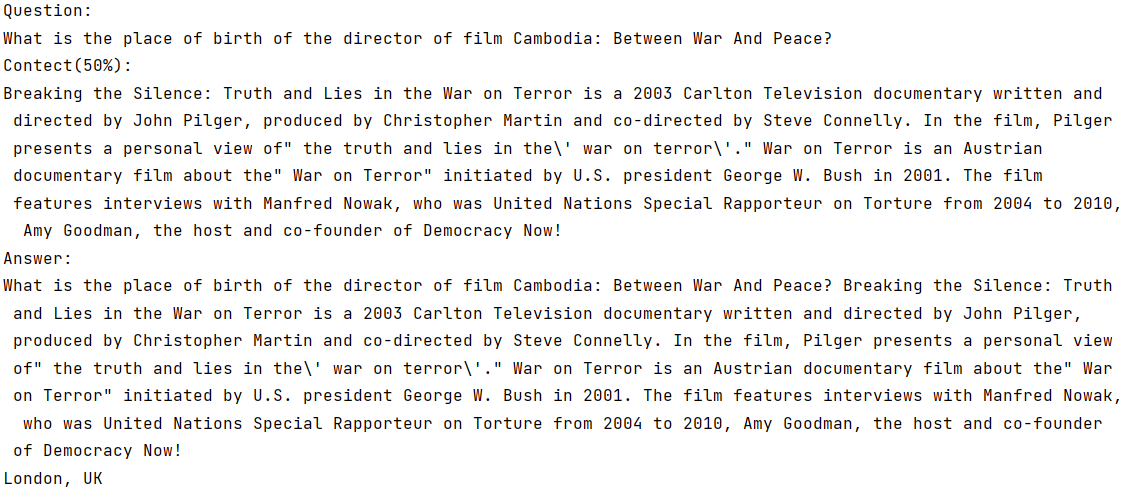 Question:
What is the place of birth of the director of film Cambodia: Between War And Peace?
Contect(50%):
Breaking the Silence: Truth and Lies in the War on Terror is a 2003 Carlton Television documentary written and
directed by John Pilger, produced by Christopher Martin and co-directed by Steve Connelly. In the film, Pilger
presents a personal view of" the truth and lies in the\' war on terror\'." War on Terror is an Austrian
documentary film about the" War on Terror" initiated by U.S. president George W. Bush in 2001. The film
features interviews with Manfred Nowak, who was United Nations Special Rapporteur on Torture from 2004 to 2010,
Amy Goodman, the host and co-founder of Democracy Now!
Answer:
What is the place of birth of the director of film Cambodia: Between War And Peace? Breaking the Silence: Truth
and Lies in the War on Terror is a 2003 Carlton Television documentary written and directed by John Pilger,
produced by Christopher Martin and co-directed by Steve Connelly. In the film, Pilger presents a personal view
of" the truth and lies in the\' war on terror\'." War on Terror is an Austrian documentary film about the" War
on Terror" initiated by U.S. president George W. Bush in 2001. The film features interviews with Manfred Nowak,
who was United Nations Special Rapporteur on Torture from 2004 to 2010, Amy Goodman, the host and co-founder
of Democracy Now!
London, UK